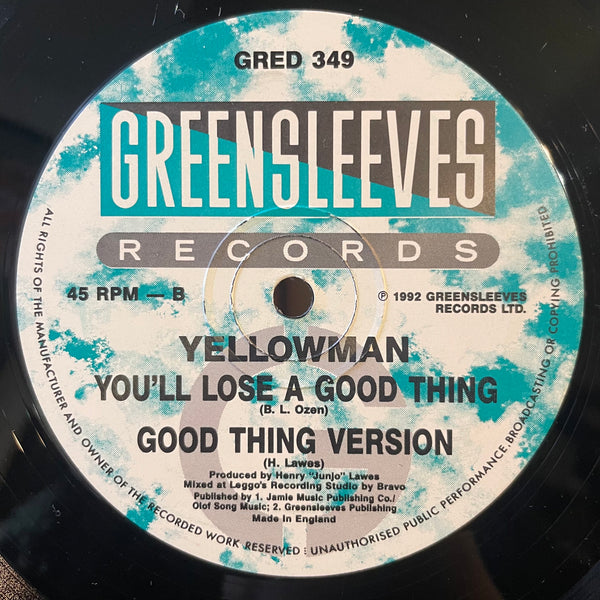 GRED 349
GREENSLEEVES
RECORDS
45 RPM — B
℗ 1992 GREENSLEEVES
RECORDS LTD.
YELLOWMAN
YOU'LL LOSE A GOOD THING
(B. L. Ozen)
GOOD THING VERSION
(H. Lawes)
Produced by Henry "Junjo" Lawes
Mixed at Leggo's Recording Studio by Bravo
Published by 1. Jamie Music Publishing Co./
Olof Song Music; 2. Greensleeves Publishing
Made in England
ALL RIGHTS OF THE MANUFACTURER AND OWNER OF THE RECORDED WORK RESERVED : UNAUTHORISED PUBLIC PERFORMANCE, BROADCASTING OR COPYING PROHIBITED